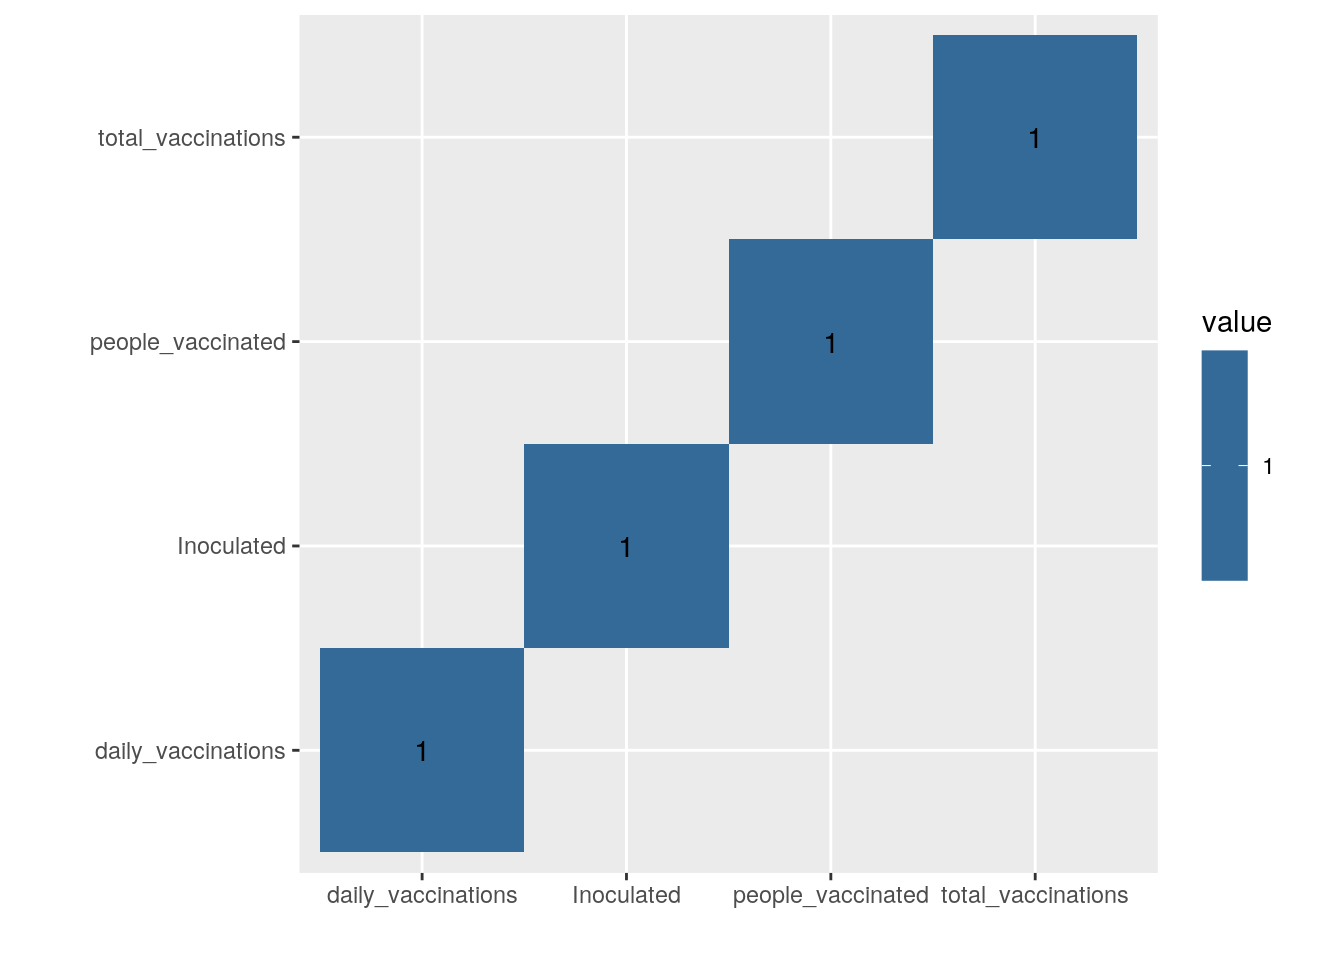 total_vaccinations
1
people_vaccinated
1
Inoculated
1
daily_vaccinations
1
daily_vaccinations Inoculated people_vaccinated total_vaccinations
value
1